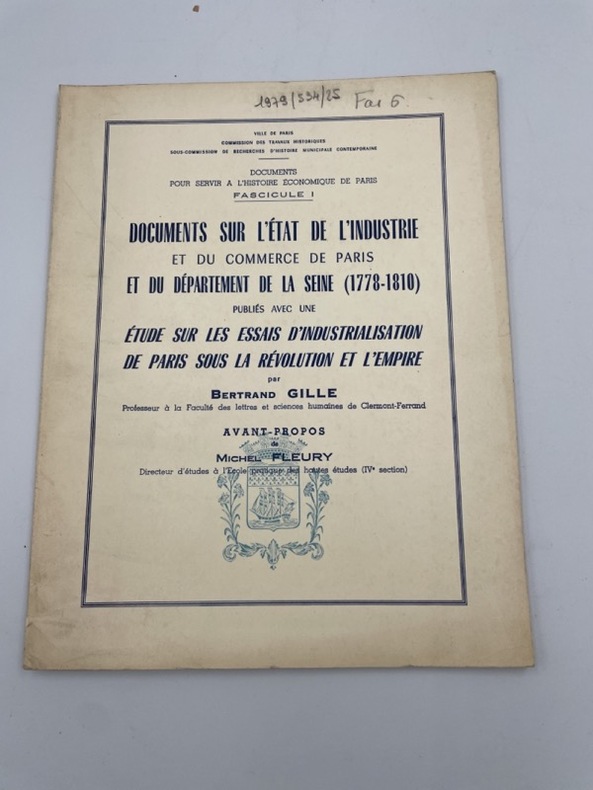 1979/534/25 Fas 6.
VILLE DE PARIS
COMMISSION DES TRAVAUX HISTORIQUES
SOUS-COMMISSION DE RECHERCHES D'HISTOIRE MUNICIPALE CONTEMPORAINE
DOCUMENTS
POUR SERVIR A L'HISTOIRE ÉCONOMIQUE DE PARIS
FASCICULE I
DOCUMENTS SUR L'ÉTAT DE L'INDUSTRIE
ET DU COMMERCE DE PARIS
ET DU DÉPARTEMENT DE LA SEINE (1778-1810)
PUBLIÉS AVEC UNE
ÉTUDE SUR LES ESSAIS D'INDUSTRIALISATION
DE PARIS SOUS LA RÉVOLUTION ET L'EMPIRE
par
BERTRAND GILLE
Professeur à la Faculté des lettres et sciences humaines de Clermont-Ferrand
AVANT-PROPOS
de
MICHEL FLEURY
Directeur d'études à l'École pratique des hautes études (IVe section)